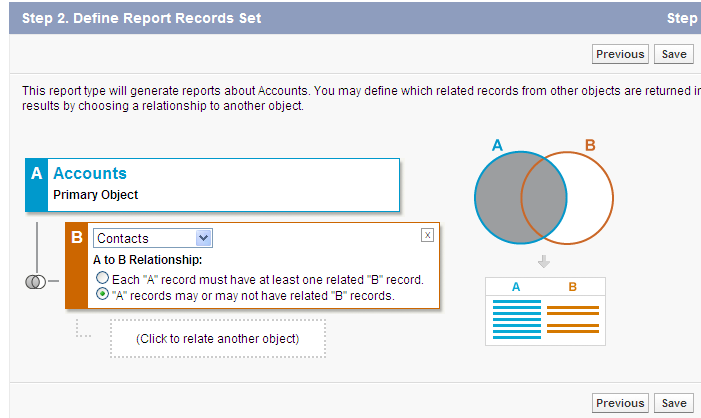 Step 2. Define Report Records Set
Step
Previous
Save
This report type will generate reports about Accounts. You may define which related records from other objects are returned in
results by choosing a relationship to another object.
A Accounts
Primary Object
B Contacts
x
A to B Relationship:
Each "A" record must have at least one related "B" record.
"A" records may or may not have related "B" records.
(Click to relate another object)
A B
A B
Previous
Save